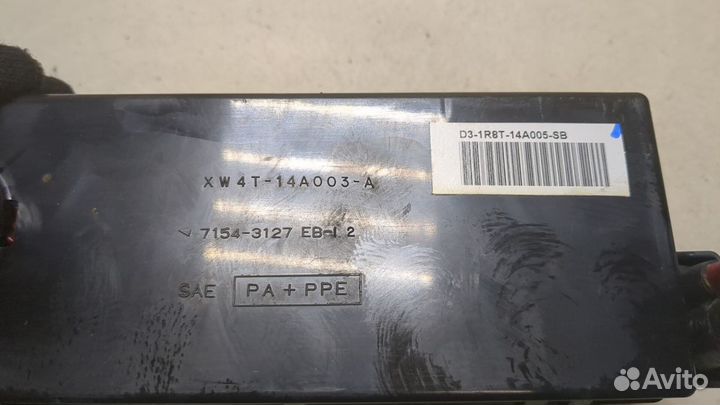 D3-1R8T-14A005-SB
XW4T-14A003-A
7154-3127 EB-1 2
SAE PA+PPE
Avito